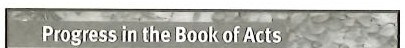 Progress in the Book of Acts